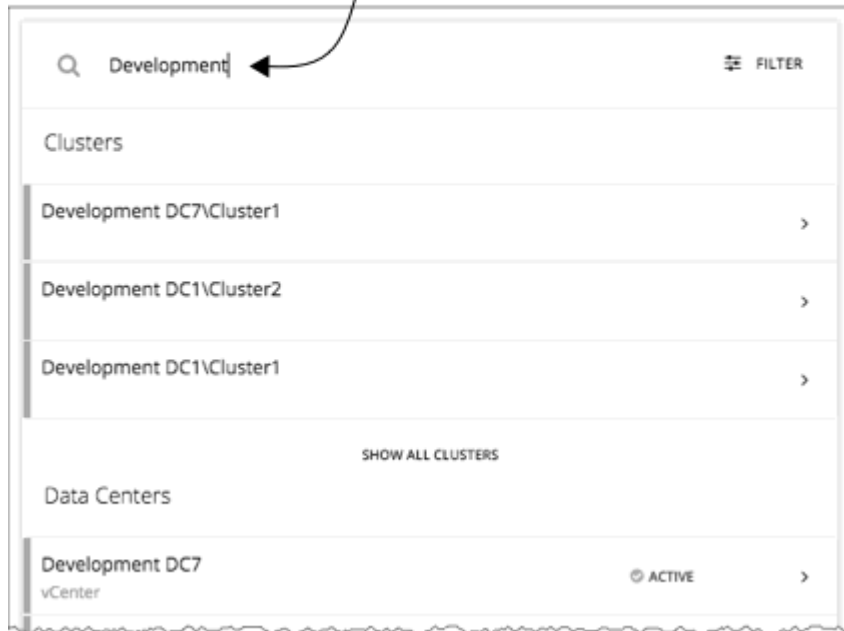 Development
FILTER
Clusters
Development DC7\Cluster1
Development DC1\Cluster2
Development DC1\Cluster1
SHOW ALL CLUSTERS
Data Centers
Development DC7
vCenter
ACTIVE